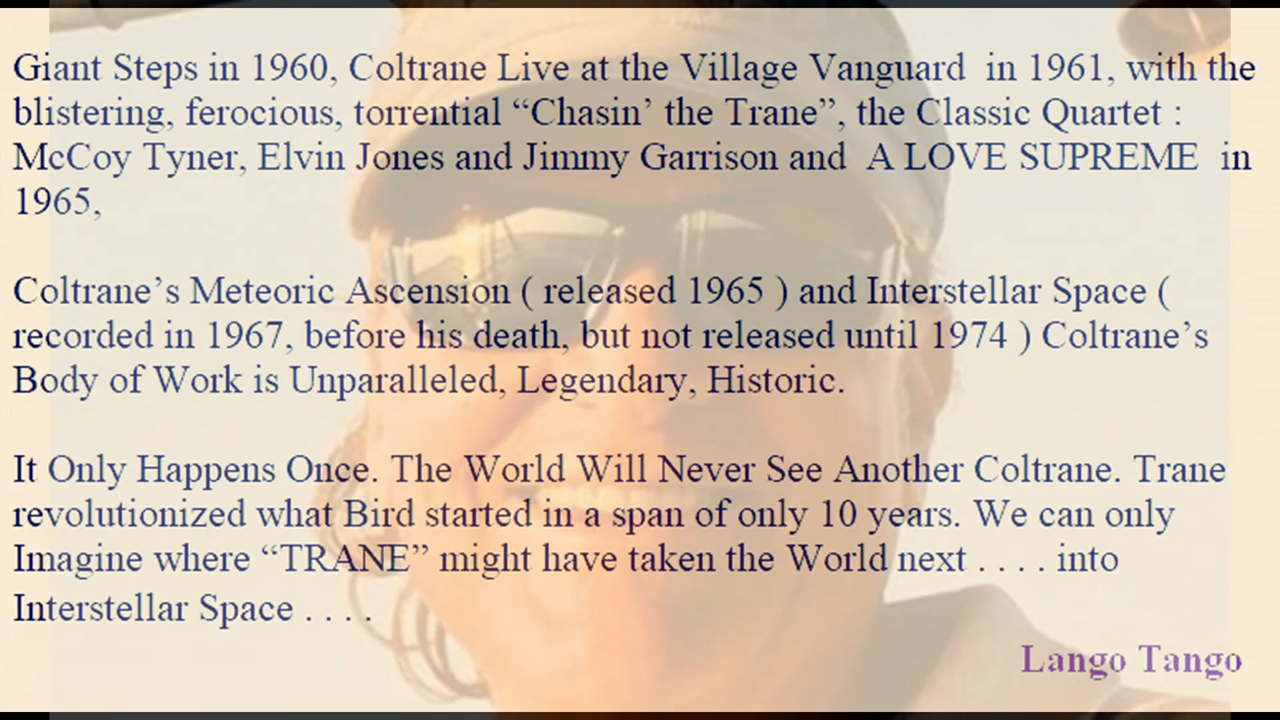 Giant Steps in 1960, Coltrane Live at the Village Vanguard  in 1961, with the
blistering, ferocious, torrential “Chasin’ the Trane”, the Classic Quartet :
McCoy Tyner, Elvin Jones and Jimmy Garrison and  A LOVE SUPREME  in
1965,
Coltrane’s Meteoric Ascension ( released 1965 ) and Interstellar Space (
recorded in 1967, before his death, but not released until 1974 ) Coltrane’s
Body of Work is Unparalleled, Legendary, Historic.
It Only Happens Once. The World Will Never See Another Coltrane. Trane
revolutionized what Bird started in a span of only 10 years. We can only
Imagine where “TRANE” might have taken the World next . . . . into
Interstellar Space . . . .
Lango Tango